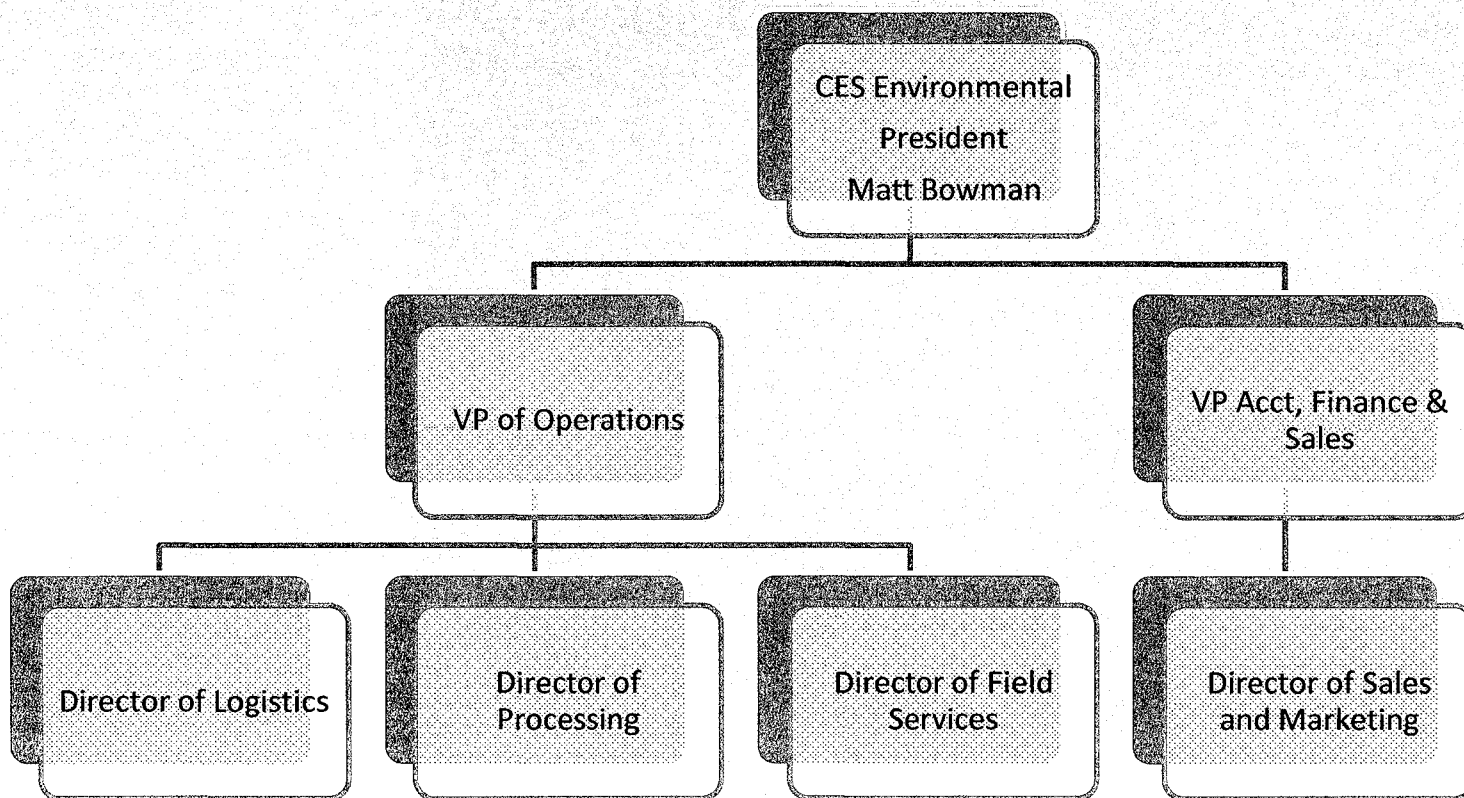 CES Environmental
President
Matt Bowman
VP of Operations
VP Acct, Finance &
Sales
Director of Logistics
Director of
Processing
Director of Field
Services
Director of Sales
and Marketing